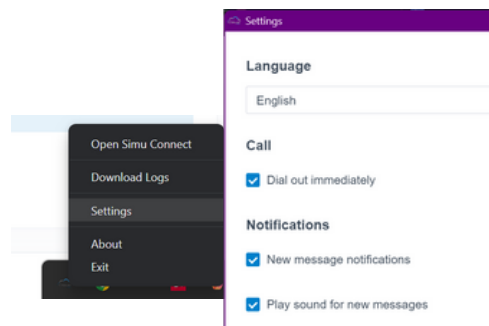 Open Simu Connect
Download Logs
Settings
About
Exit
Settings
Language
English
Call
Dial out immediately
Notifications
New message notifications
Play sound for new messages